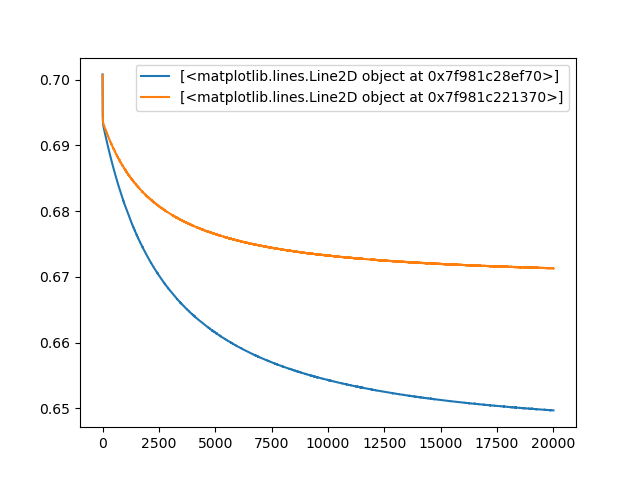 [<matplotlib.lines.Line2D object at 0x7f981c28ef70>]
[<matplotlib.lines.Line2D object at 0x7f981c221370>]
0.70
0.69
0.68
0.67
0.66
0.65
0 2500 5000 7500 10000 12500 15000 17500 20000